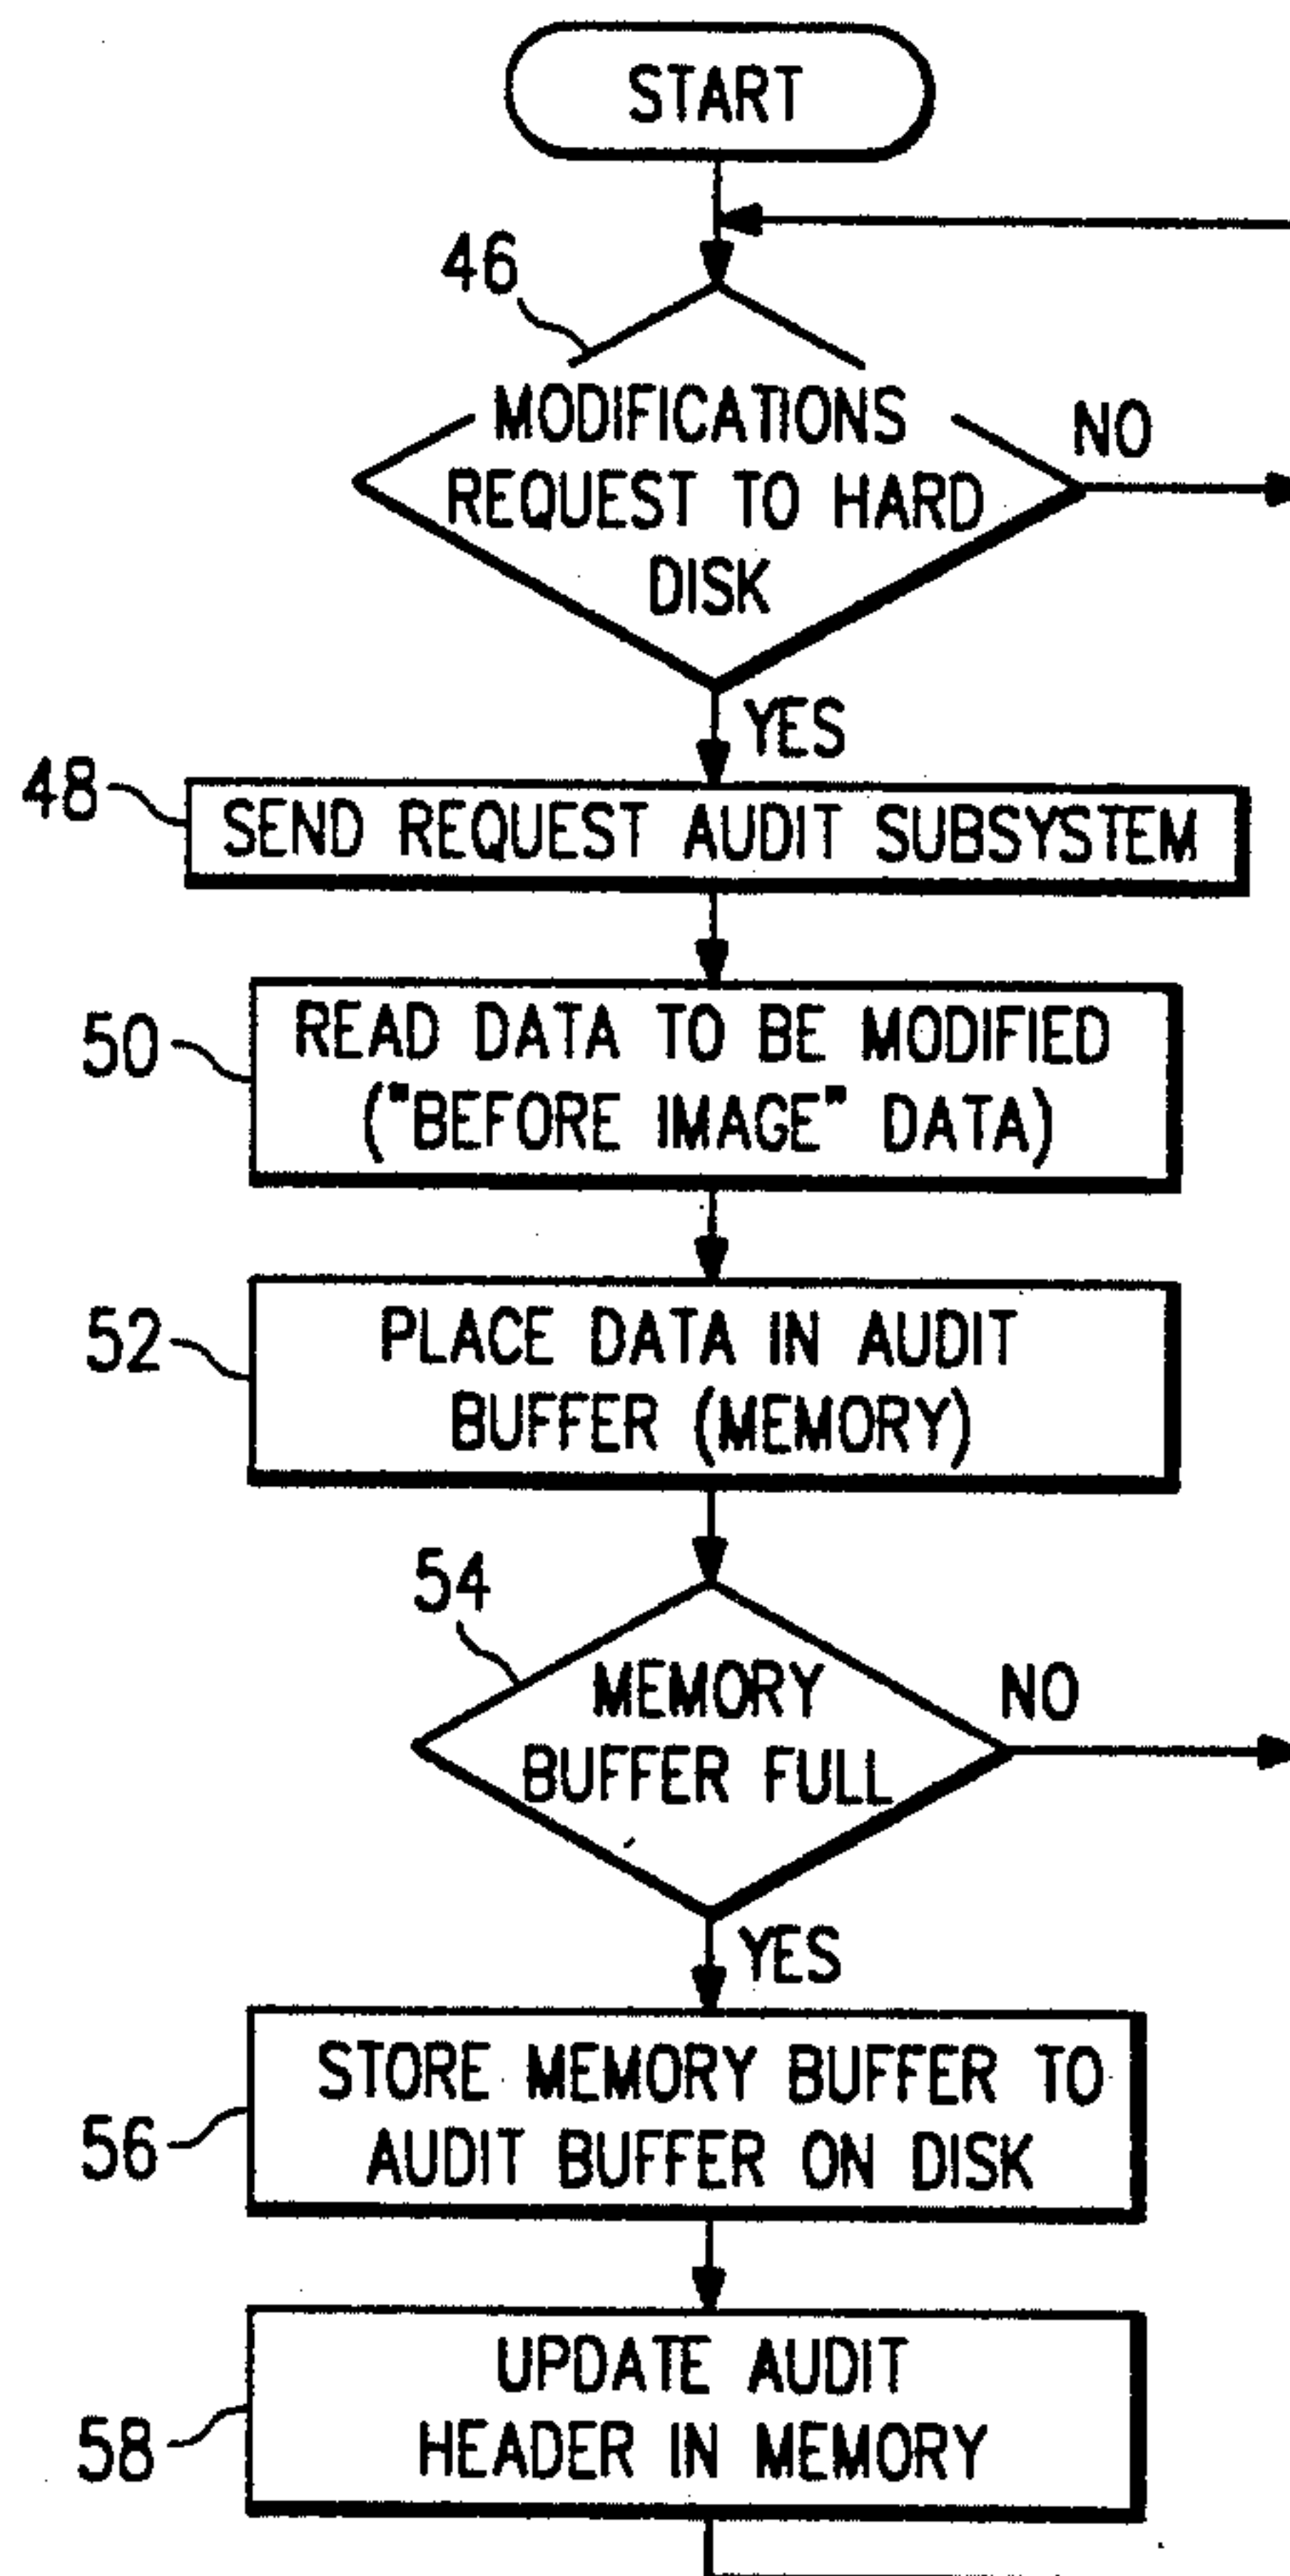 START
46
MODIFICATIONS
REQUEST TO HARD
DISK
NO
YES
48
SEND REQUEST AUDIT SUBSYSTEM
50
READ DATA TO BE MODIFIED
("BEFORE IMAGE" DATA)
52
PLACE DATA IN AUDIT
BUFFER (MEMORY)
54
MEMORY
BUFFER FULL
NO
YES
56
STORE MEMORY BUFFER TO
AUDIT BUFFER ON DISK
58
UPDATE AUDIT
HEADER IN MEMORY